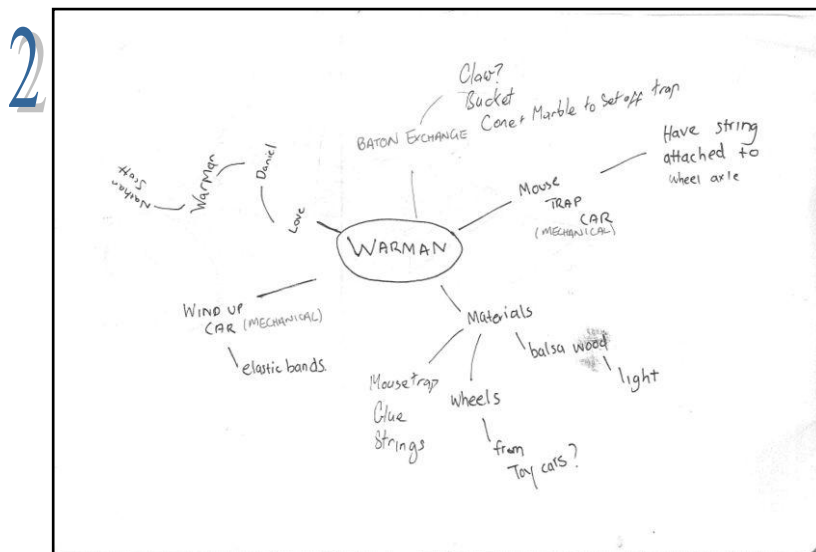 2
Claw?
Bucket
Cone + Marble to set off trap
BATON EXCHANGE
Have string
attached to
wheel axle
MOUSE
TRAP
CAR
(MECHANICAL)
Daniel
WARMAN
Nathan
Scott
Love
WARMAN
WIND UP
CAR (MECHANICAL)
elastic bands.
Materials
balsa wood
light
Mousetrap
Glue
Strings
Wheels
from
Toy cars?